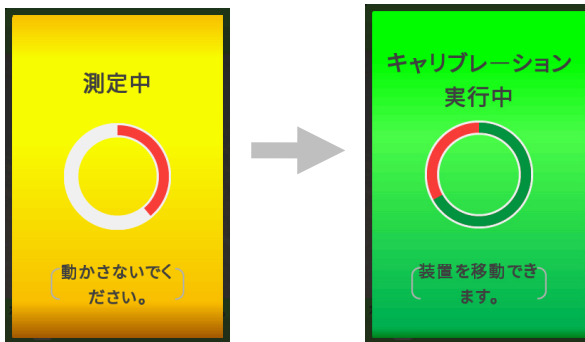 測定中
動かさないでく
ださい。
キャリブレーション
実行中
装置を移動でき
ます。